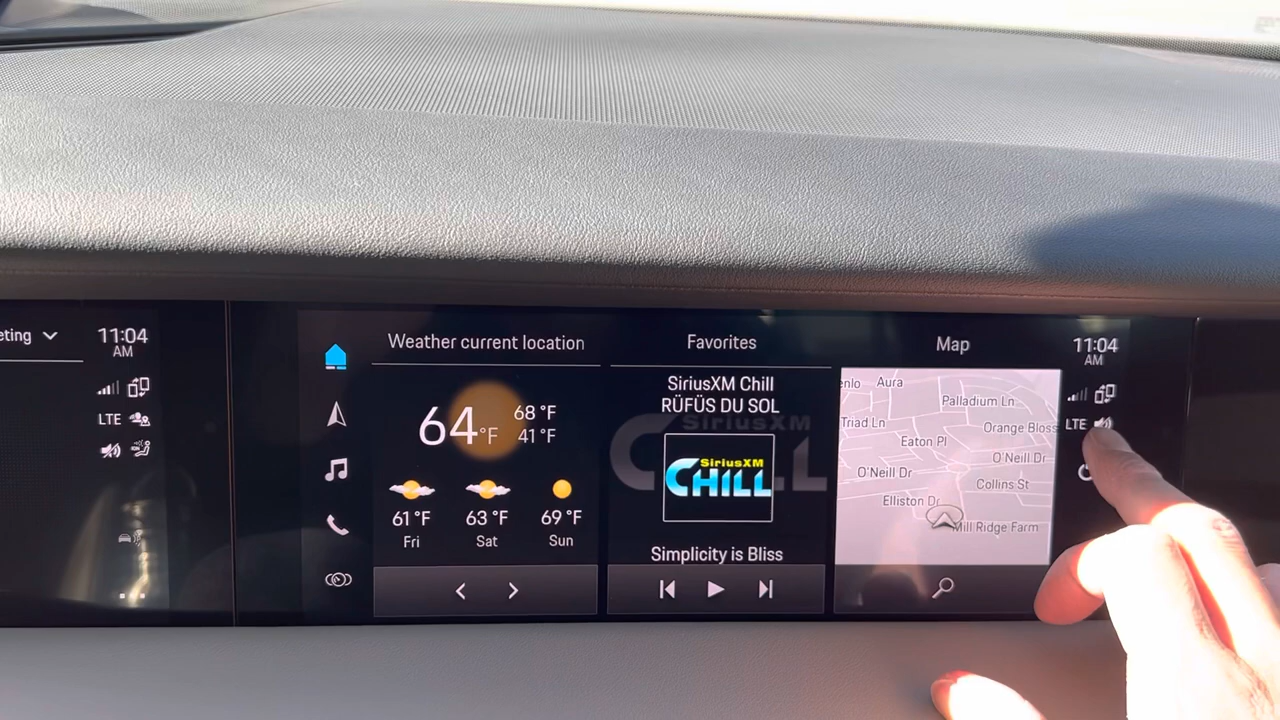 eting
11:04
AM
LTE
Weather current location
64°F
68 °F
41 °F
61 °F
63 °F
69 °F
Fri
Sat
Sun
Favorites
SiriusXM Chill
RÜFÜS DU SOL
SiriusXM
SiriusXM
CHILL
Simplicity is Bliss
Map
enlo
Aura
Palladium Ln
Triad Ln
Orange Bloss
Eaton Pl
O'Neill Dr
O'Neill Dr
Collins St
Elliston Dr
Mill Ridge Farm
11:04
AM
LTE